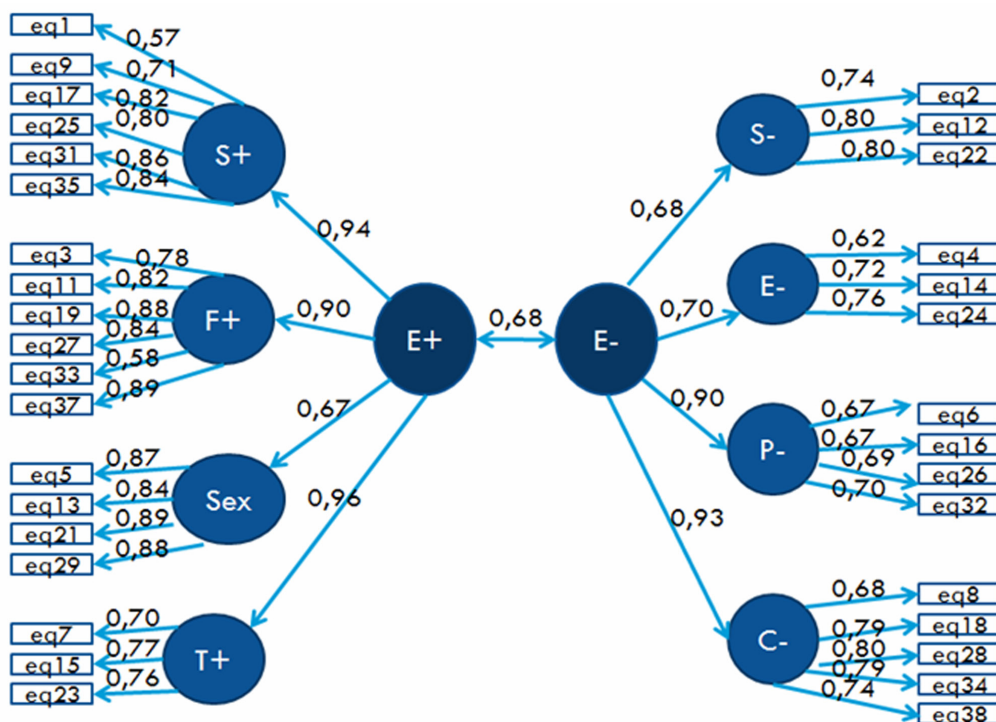 eq1
0,57
eq9
0,71
eq17
0,82
eq25
0,80
eq31
0,86
eq35
0,84
S+
0,94
eq3
0,78
eq11
0,82
eq19
0,88
eq27
0,84
eq33
0,58
eq37
0,89
F+
0,90
eq5
0,87
eq13
0,84
eq21
0,89
eq29
0,88
Sex
0,67
eq7
0,70
eq15
0,77
eq23
0,76
T+
0,96
E+
0,68
E-
0,68
S-
0,74
eq2
0,80
eq12
0,80
eq22
0,70
E-
0,62
eq4
0,72
eq14
0,76
eq24
0,90
P-
0,67
eq6
0,67
eq16
0,69
eq26
0,70
eq32
0,93
C-
0,68
eq8
0,79
eq18
0,80
eq28
0,79
eq34
0,74
eq38